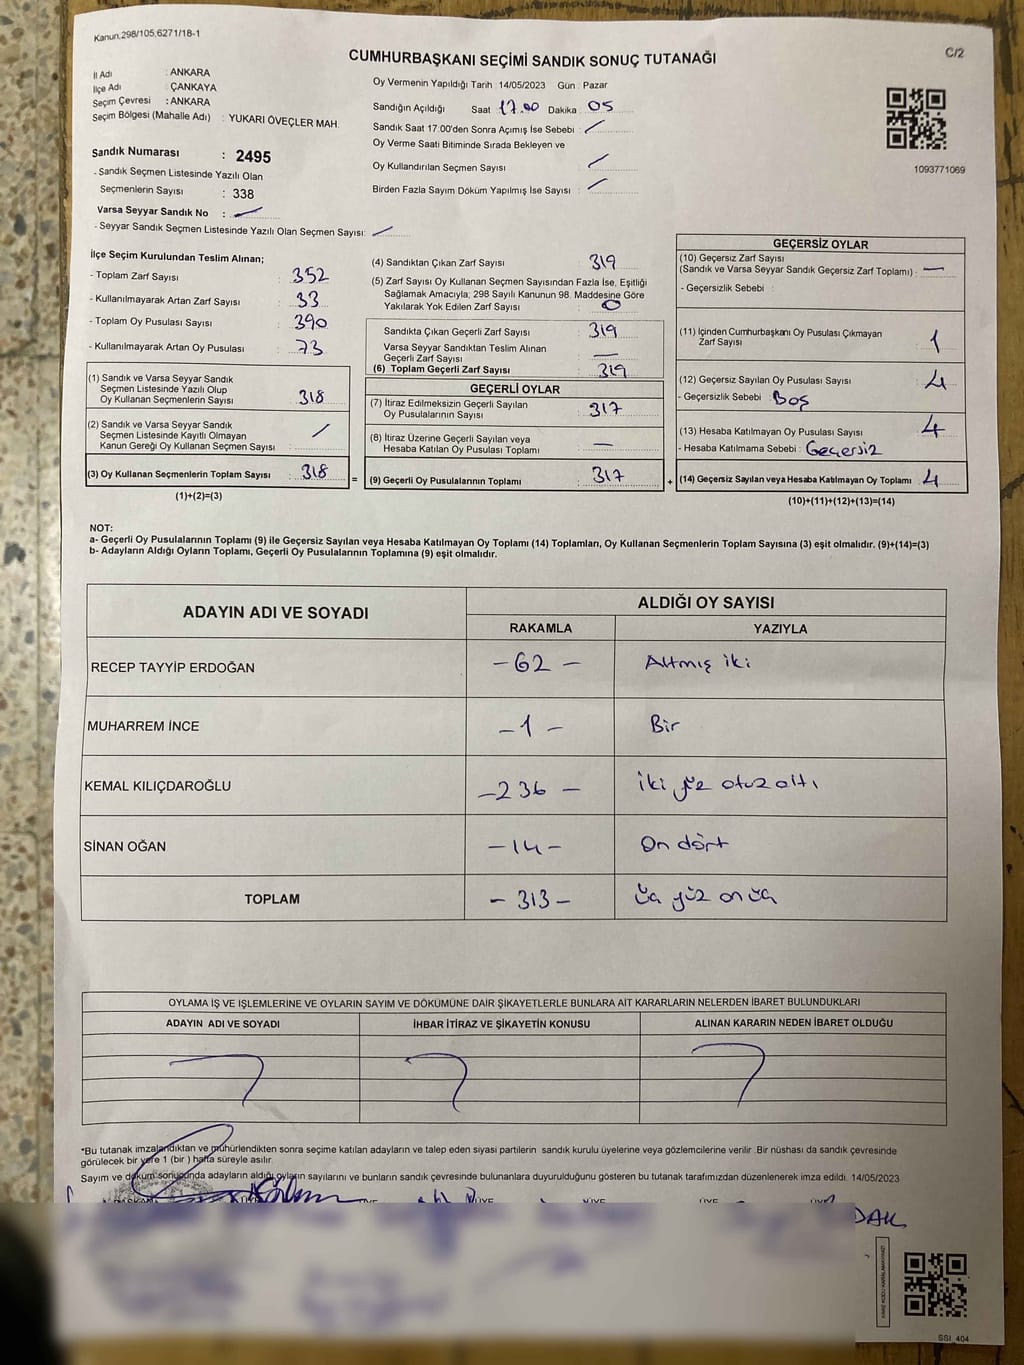 Kanun,298/105,6271/18-1
C/2
CUMHURBAŞKANI SEÇİMİ SANDIK SONUÇ TUTANAĞI
İl Adı : ANKARA
İlçe Adı : ÇANKAYA
Seçim Çevresi : ANKARA
Seçim Bölgesi (Mahalle Adı) : YUKARI ÖVEÇLER MAH.
Sandık Numarası : 2495
- Sandık Seçmen Listesinde Yazılı Olan
Seçmenlerin Sayısı : 338
Varsa Seyyar Sandık No :
- Seyyar Sandık Seçmen Listesinde Yazılı Olan Seçmen Sayısı:
Oy Vermenin Yapıldığı Tarih :14/05/2023 Gün : Pazar
Sandığın Açıldığı Saat 17.00 Dakika 05
Sandık Saat 17:00'den Sonra Açımış İse Sebebi :
Oy Verme Saati Bitiminde Sırada Bekleyen ve
Oy Kullandırılan Seçmen Sayısı :
Birden Fazla Sayım Döküm Yapılmış İse Sayısı :
1093771069
İlçe Seçim Kurulundan Teslim Alınan;
- Toplam Zarf Sayısı : 352
- Kullanılmayarak Artan Zarf Sayısı : 33
- Toplam Oy Pusulası Sayısı : 390
- Kullanılmayarak Artan Oy Pusulası : 73
(1) Sandık ve Varsa Seyyar Sandık
Seçmen Listesinde Yazılı Olup
Oy Kullanan Seçmenlerin Sayısı : 318
(2) Sandık ve Varsa Seyyar Sandık
Seçmen Listesinde Kayıtlı Olmayan
Kanun Gereği Oy Kullanan Seçmen Sayısı :
(3) Oy Kullanan Seçmenlerin Toplam Sayısı : 318
(1)+(2)=(3)
(4) Sandıktan Çıkan Zarf Sayısı : 319
(5) Zarf Sayısı Oy Kullanan Seçmen Sayısından Fazla İse, Eşitliği
Sağlamak Amacıyla, 298 Sayılı Kanunun 98. Maddesine Göre
Yakılarak Yok Edilen Zarf Sayısı : 0
Sandıkta Çıkan Geçerli Zarf Sayısı : 319
Varsa Seyyar Sandıktan Teslim Alınan
Geçerli Zarf Sayısı : —
(6) Toplam Geçerli Zarf Sayısı : 319
GEÇERLİ OYLAR
(7) İtiraz Edilmeksizin Geçerli Sayılan
Oy Pusulalarının Sayısı : 317
(8) İtiraz Üzerine Geçerli Sayılan veya
Hesaba Katılan Oy Pusulası Toplamı : —
= (9) Geçerli Oy Pusulalarının Toplamı : 317
GEÇERSİZ OYLAR
(10) Geçersiz Zarf Sayısı
(Sandık ve Varsa Seyyar Sandık Geçersiz Zarf Toplamı) : —
- Geçersizlik Sebebi :
(11) İçinden Cumhurbaşkanı Oy Pusulası Çıkmayan
Zarf Sayısı : 1
(12) Geçersiz Sayılan Oy Pusulası Sayısı : 4
- Geçersizlik Sebebi : Boş
(13) Hesaba Katılmayan Oy Pusulası Sayısı : 4
- Hesaba Katılmama Sebebi : Geçersiz
+ (14) Geçersiz Sayılan veya Hesaba Katılmayan Oy Toplamı : 4
(10)+(11)+(12)+(13)=(14)
NOT:
a- Geçerli Oy Pusulalarının Toplamı (9) ile Geçersiz Sayılan veya Hesaba Katılmayan Oy Toplamı (14) Toplamları, Oy Kullanan Seçmenlerin Toplam Sayısına (3) eşit olmalıdır. (9)+(14)=(3)
b- Adayların Aldığı Oyların Toplamı, Geçerli Oy Pusulalarının Toplamına (9) eşit olmalıdır.
ADAYIN ADI VE SOYADI
ALDIĞI OY SAYISI
RAKAMLA YAZIYLA
RECEP TAYYİP ERDOĞAN - 62 - Altmış iki
MUHARREM İNCE - 1 - Bir
KEMAL KILIÇDAROĞLU - 236 - iki yüz otuz altı
SİNAN OĞAN - 14 - On dört
TOPLAM - 313 - Üç yüz on üç
OYLAMA İŞ VE İŞLEMLERİNE VE OYLARIN SAYIM VE DÖKÜMÜNE DAİR ŞİKAYETLERLE BUNLARA AİT KARARLARIN NELERDEN İBARET BULUNDUKLARI
ADAYIN ADI VE SOYADI İHBAR İTİRAZ VE ŞİKAYETİN KONUSU ALINAN KARARIN NEDEN İBARET OLDUĞU
*Bu tutanak imzalandıktan ve mühürlendikten sonra seçime katılan adayların ve talep eden siyasi partilerin sandık kurulu üyelerine veya gözlemcilerine verilir. Bir nüshası da sandık çevresinde
görülecek bir yere 1 (bir ) hafta süreyle asılır.
Sayım ve döküm sonucunda adayların aldığı oyların sayılarını ve bunların sandık çevresinde bulunanlara duyurulduğunu gösteren bu tutanak tarafımızdan düzenlenerek imza edildi. 14/05/2023
ÜYE ÜYE ÜYE ÜYE
SSI_404